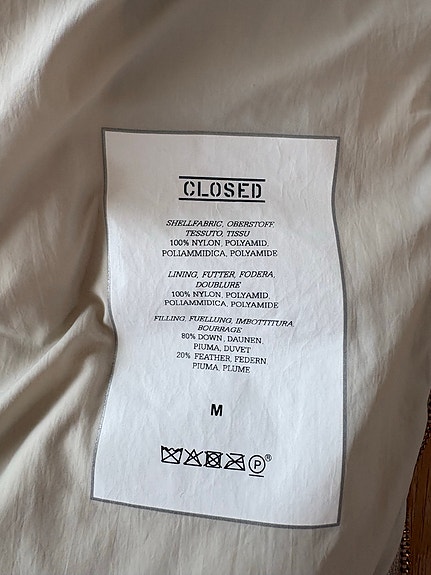 CLOSED
SHELLFABRIC, OBERSTOFF,
TESSUTO, TISSU
100% NYLON, POLYAMID,
POLIAMMIDICA, POLYAMIDE
LINING, FUTTER, FODERA,
DOUBLURE
100% NYLON, POLYAMID,
POLIAMMIDICA, POLYAMIDE
FILLING, FUELLUNG, IMBOTTITURA,
BOURRAGE
80% DOWN, DAUNEN,
PIUMA, DUVET
20% FEATHER, FEDERN
PIUMA, PLUME
M
P®